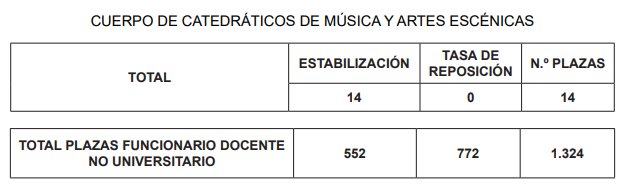 CUERPO DE CATEDRÁTICOS DE MÚSICA Y ARTES ESCÉNICAS
TOTAL
ESTABILIZACIÓN
TASA DE
REPOSICIÓN
N.º PLAZAS
14
0
14
TOTAL PLAZAS FUNCIONARIO DOCENTE
NO UNIVERSITARIO
552
772
1.324